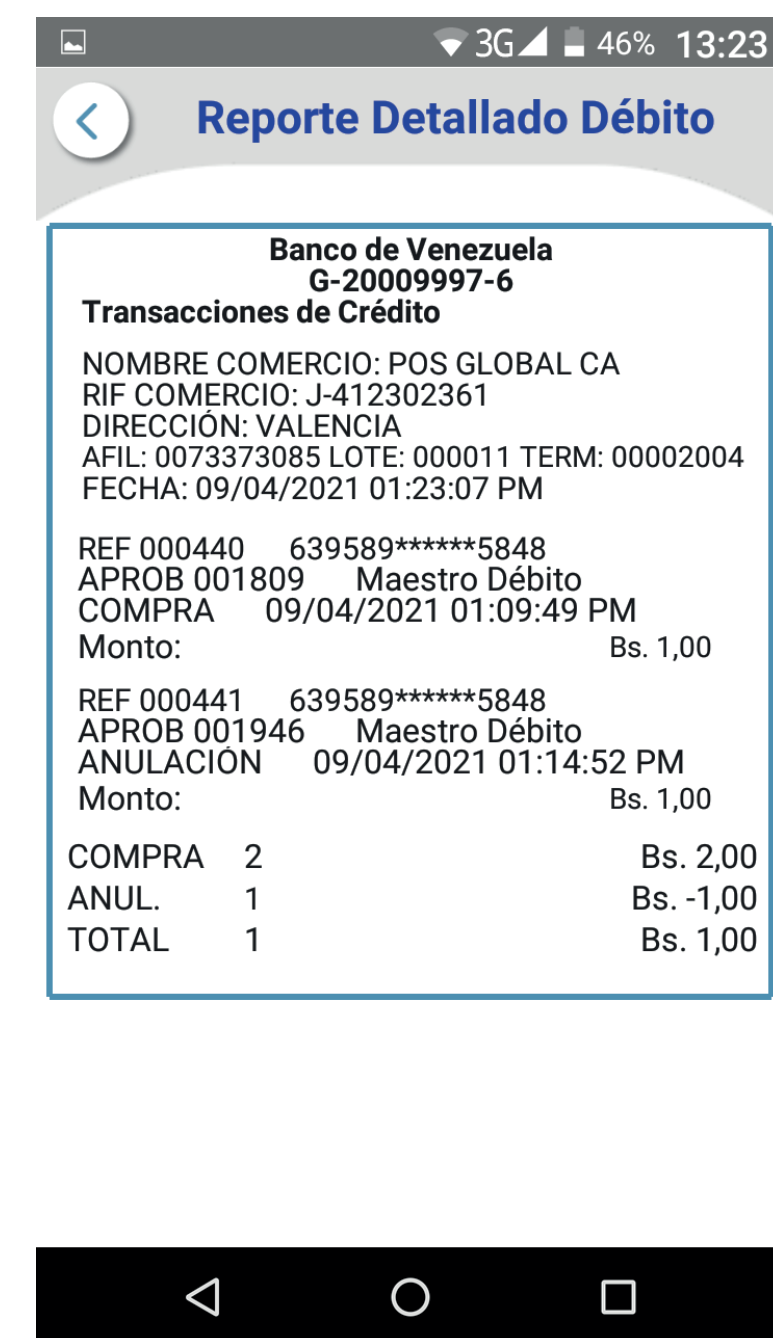 3G 46% 13:23
Reporte Detallado Débito
Banco de Venezuela
G-20009997-6
Transacciones de Crédito
NOMBRE COMERCIO: POS GLOBAL CA
RIF COMERCIO: J-412302361
DIRECCIÓN: VALENCIA
AFIL: 0073373085 LOTE: 000011 TERM: 00002004
FECHA: 09/04/2021 01:23:07 PM
REF 000440 639589******5848
APROB 001809 Maestro Débito
COMPRA 09/04/2021 01:09:49 PM
Monto: Bs. 1,00
REF 000441 639589******5848
APROB 001946 Maestro Débito
ANULACIÓN 09/04/2021 01:14:52 PM
Monto: Bs. 1,00
COMPRA 2 Bs. 2,00
ANUL. 1 Bs. -1,00
TOTAL 1 Bs. 1,00